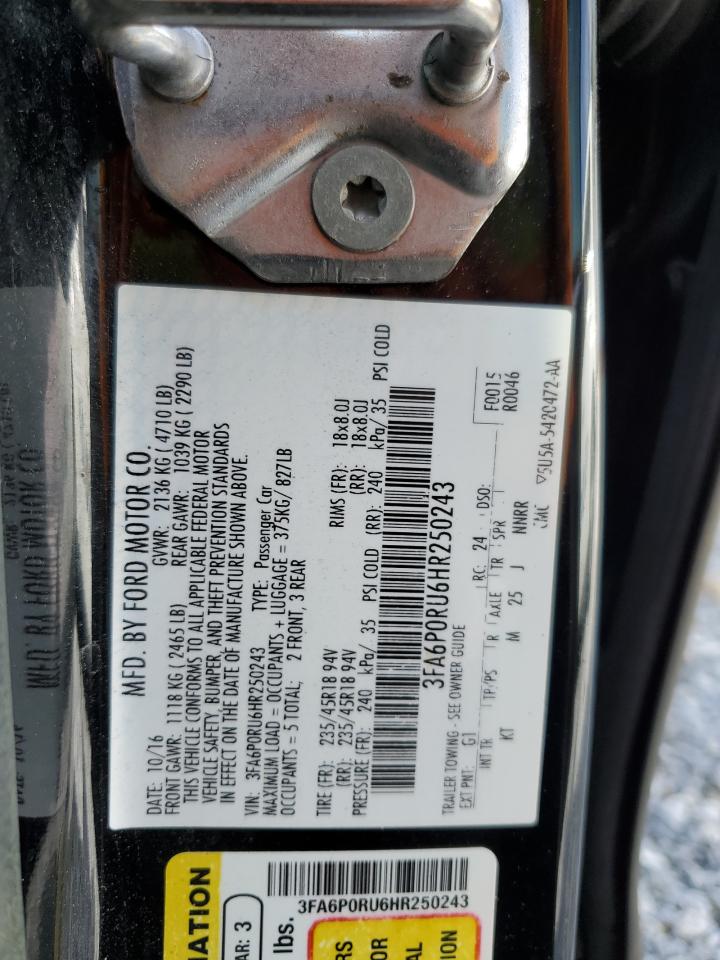 MFD. BY FORD MOTOR CO.
DATE: 10/16 GVWR: 2136 KG ( 4710 LB)
FRONT GAWR: 1118 KG ( 2465 LB) REAR GAWR: 1039 KG ( 2290 LB)
THIS VEHICLE CONFORMS TO ALL APPLICABLE FEDERAL MOTOR
VEHICLE SAFETY, BUMPER, AND THEFT PREVENTION STANDARDS
IN EFFECT ON THE DATE OF MANUFACTURE SHOWN ABOVE.
VIN: 3FA6P0RU6HR250243 TYPE: Passenger Car
MAXIMUM LOAD = OCCUPANTS + LUGGAGE = 375KG/ 827LB
OCCUPANTS = 5 TOTAL; 2 FRONT, 3 REAR
TIRE (FR): 235/45R18 94V RIMS (FR): 18x8.0J
(RR): 235/45R18 94V (RR): 18x8.0J
PRESSURE (FR): 240 kPa/ 35 PSI COLD (RR): 240 kPa/ 35 PSI COLD
3FA6P0RU6HR250243
TRAILER TOWING - SEE OWNER GUIDE
EXT PNT: G1 RC: 24 DSO: F0015
R0046
INT TR TP/PS R AXLE TR SPR
KT M 25 J NNRR
5U5A-5420472-AA
3FA6P0RU6HR250243
AR: 3
lbs.